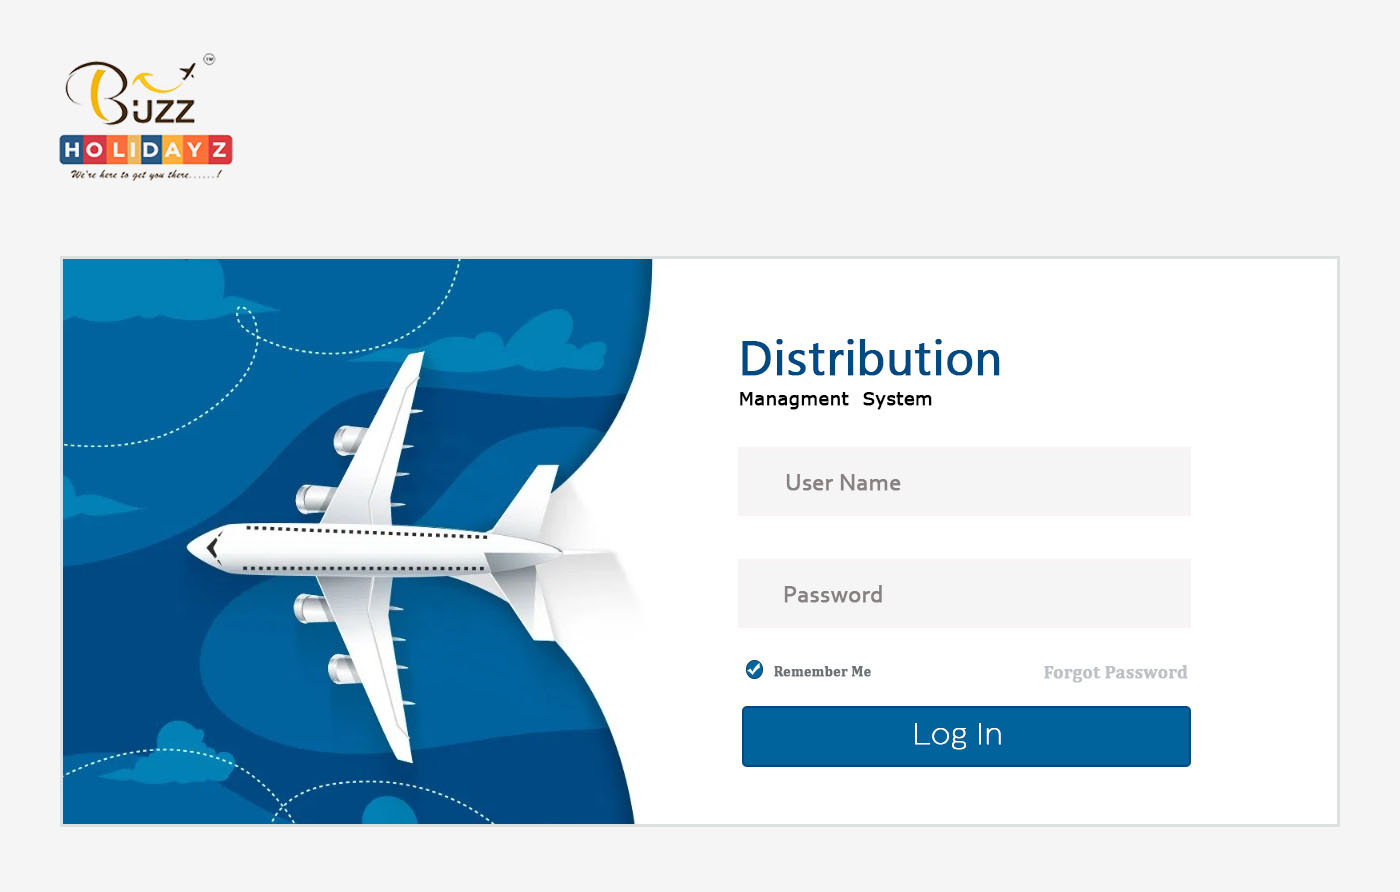 Buzz
TM
HOLIDAYZ
We're here to get you there......!
Distribution
Managment System
User Name
Password
Remember Me
Forgot Password
Log In